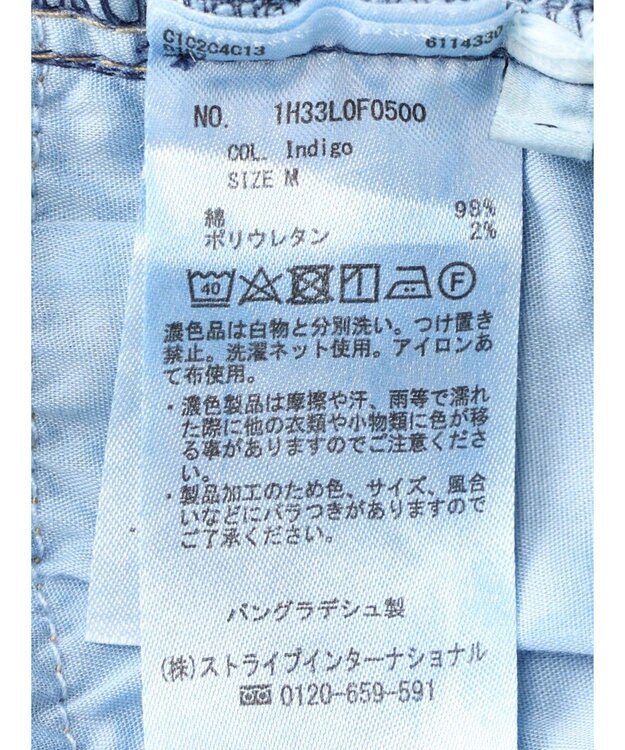 C1C2C4C13
6114330
NO. 1H33L0F0500
COL. Indigo
SIZE M
綿 98%
ポリウレタン 2%
40 F
濃色品は白物と分別洗い。つけ置き
禁止。洗濯ネット使用。アイロンあ
て布使用。
・濃色製品は摩擦や汗、雨等で濡れ
た際に他の衣類や小物類に色が移
る事がありますのでご注意くださ
い。
・製品加工のため色、サイズ、風合
いなどにバラつきがありますので
ご了承ください。
バングラデシュ製
(株)ストライプインターナショナル
0120-659-591